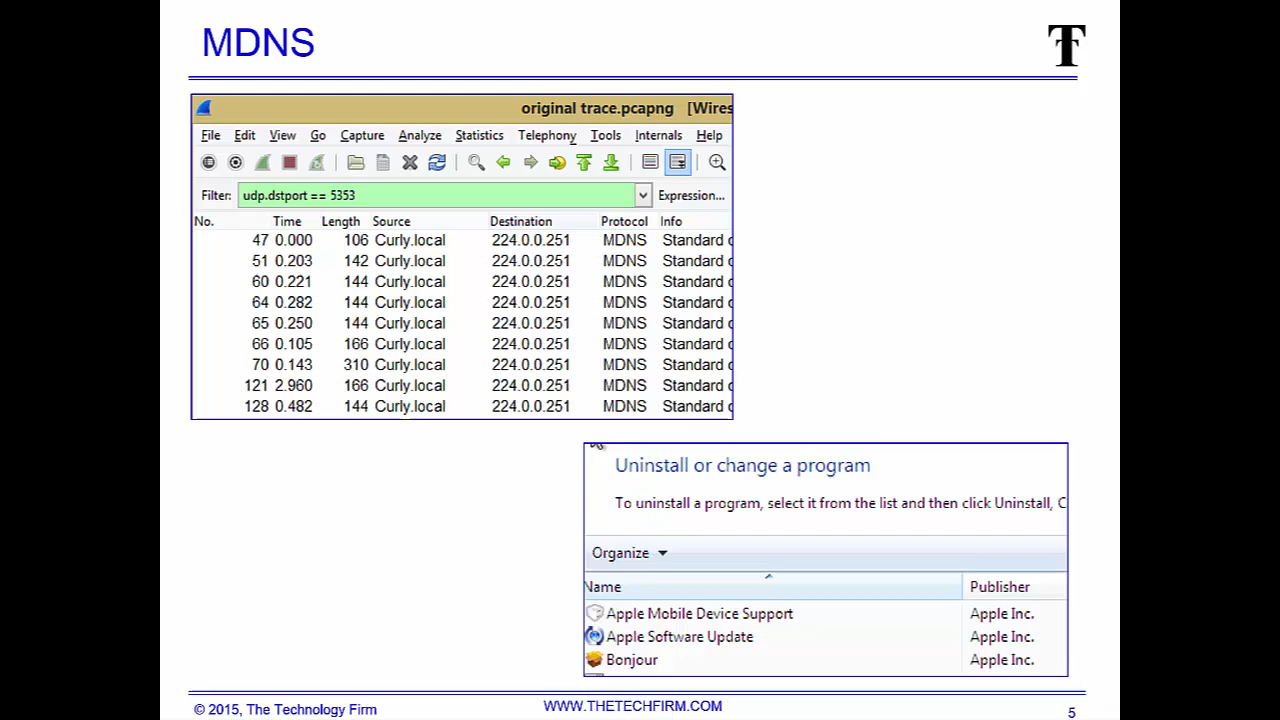 MDNS
original trace.pcapng [Wires
File Edit View Go Capture Analyze Statistics Telephony Tools Internals Help
Filter: udp.dstport == 5353 Expression...
No. Time Length Source Destination Protocol Info
47 0.000 106 Curly.local 224.0.0.251 MDNS Standard
51 0.203 142 Curly.local 224.0.0.251 MDNS Standard
60 0.221 144 Curly.local 224.0.0.251 MDNS Standard
64 0.282 144 Curly.local 224.0.0.251 MDNS Standard
65 0.250 144 Curly.local 224.0.0.251 MDNS Standard
66 0.105 166 Curly.local 224.0.0.251 MDNS Standard
70 0.143 310 Curly.local 224.0.0.251 MDNS Standard
121 2.960 166 Curly.local 224.0.0.251 MDNS Standard
128 0.482 144 Curly.local 224.0.0.251 MDNS Standard
Uninstall or change a program
To uninstall a program, select it from the list and then click Uninstall, C
Organize
Name Publisher
Apple Mobile Device Support Apple Inc.
Apple Software Update Apple Inc.
Bonjour Apple Inc.
© 2015, The Technology Firm WWW.THETECHFIRM.COM 5